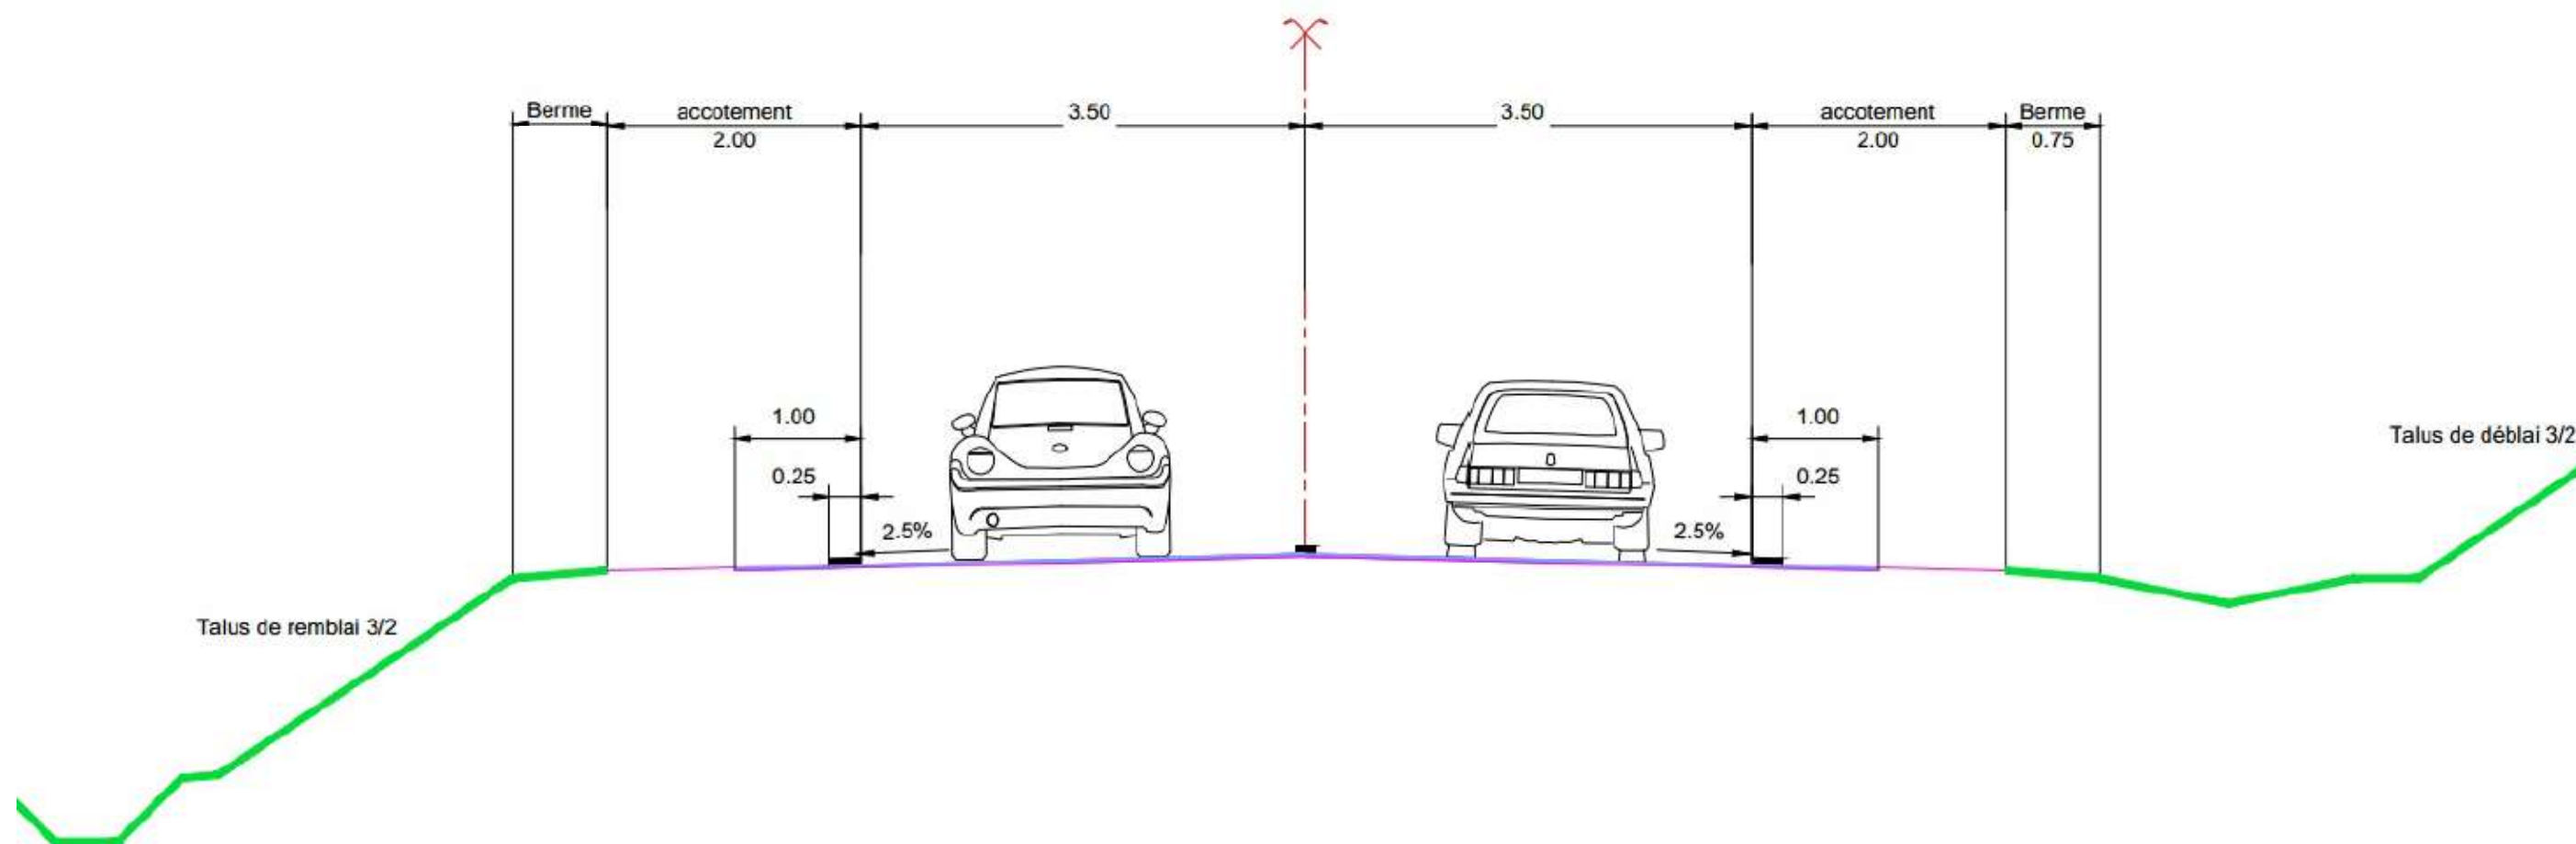 Berme
accotement
3.50
3.50
accotement
Berme
2.00
2.00
0.75
1.00
1.00
Talus de déblai 3/2
0.25
0.25
2.5%
2.5%
Talus de remblai 3/2